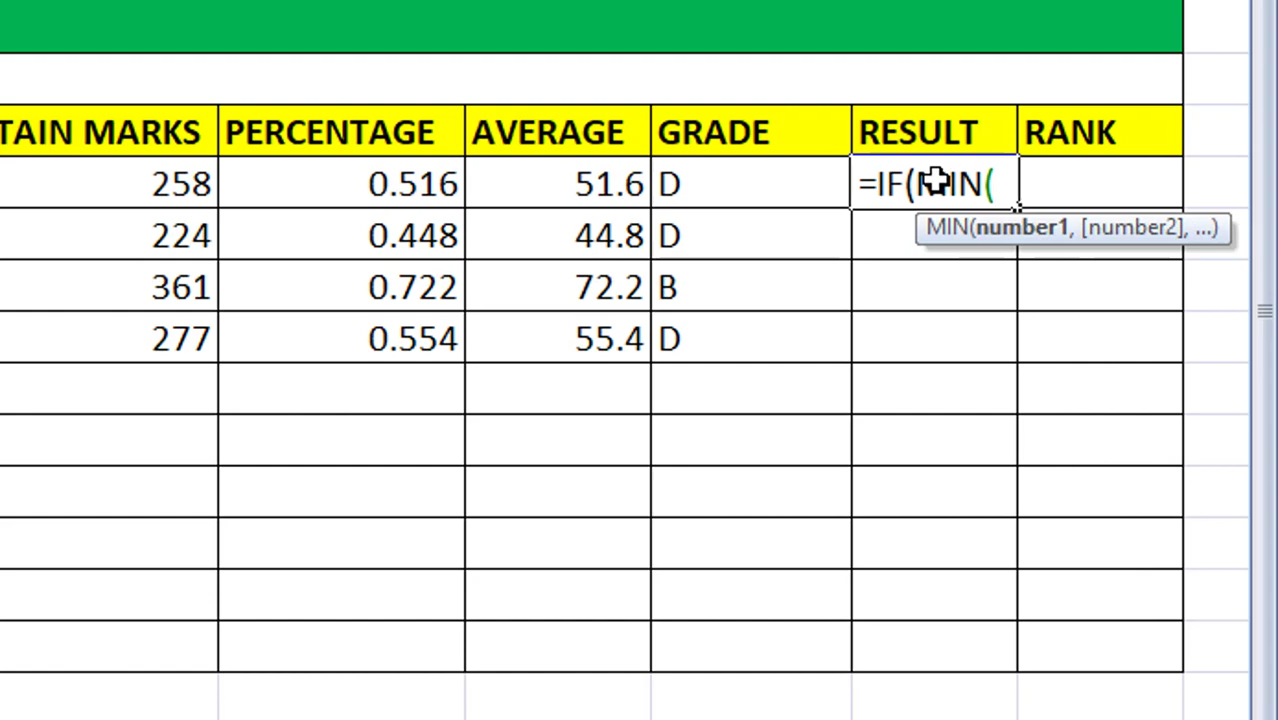 TAIN MARKS PERCENTAGE AVERAGE GRADE RESULT RANK
258 0.516 51.6 D =IF(MIN(
MIN(number1, [number2], ...)
224 0.448 44.8 D
361 0.722 72.2 B
277 0.554 55.4 D